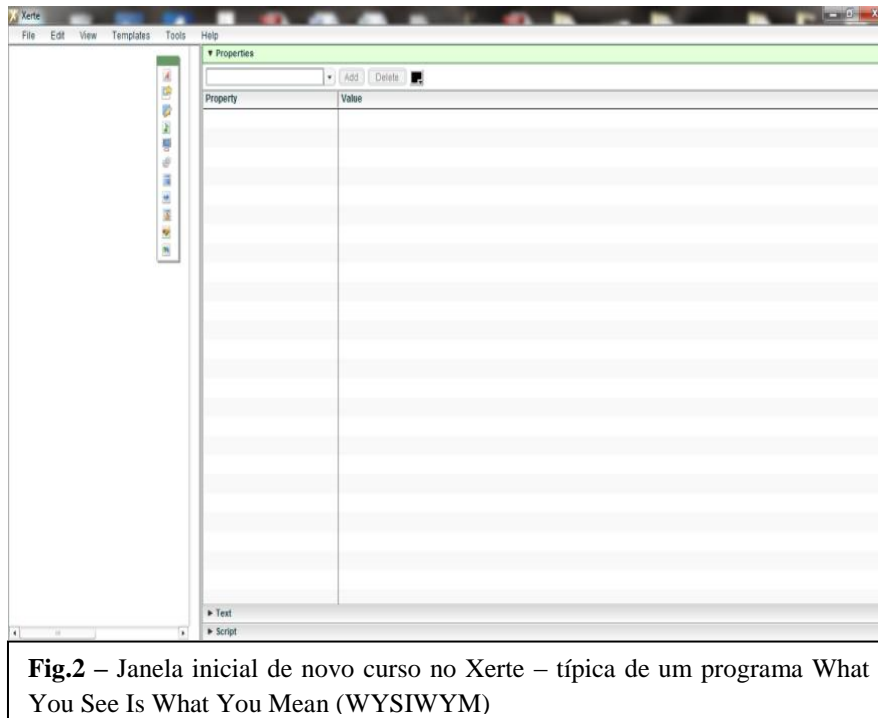 Xerte
File Edit View Templates Tools Help
▼ Properties
Add Delete
Property Value
► Text
► Script
Fig.2 – Janela inicial de novo curso no Xerte – típica de um programa What
You See Is What You Mean (WYSIWYM)